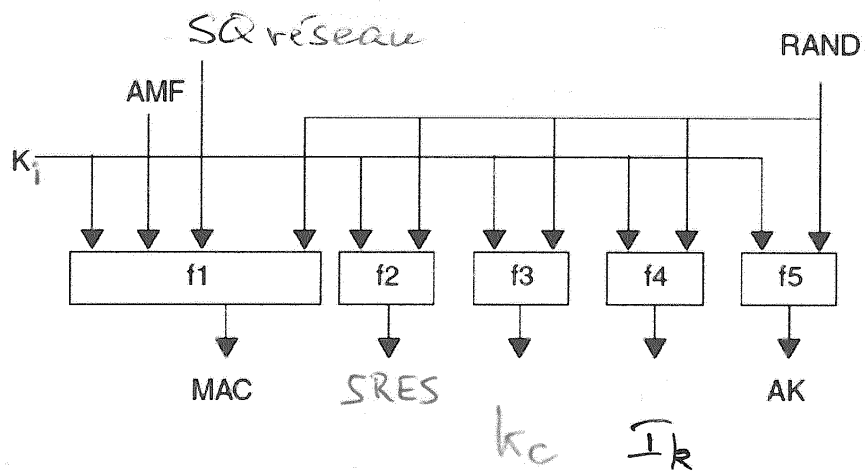 SQ réseau
RAND
AMF
Ki
f1 f2 f3 f4 f5
MAC SRES AK
kc Ik